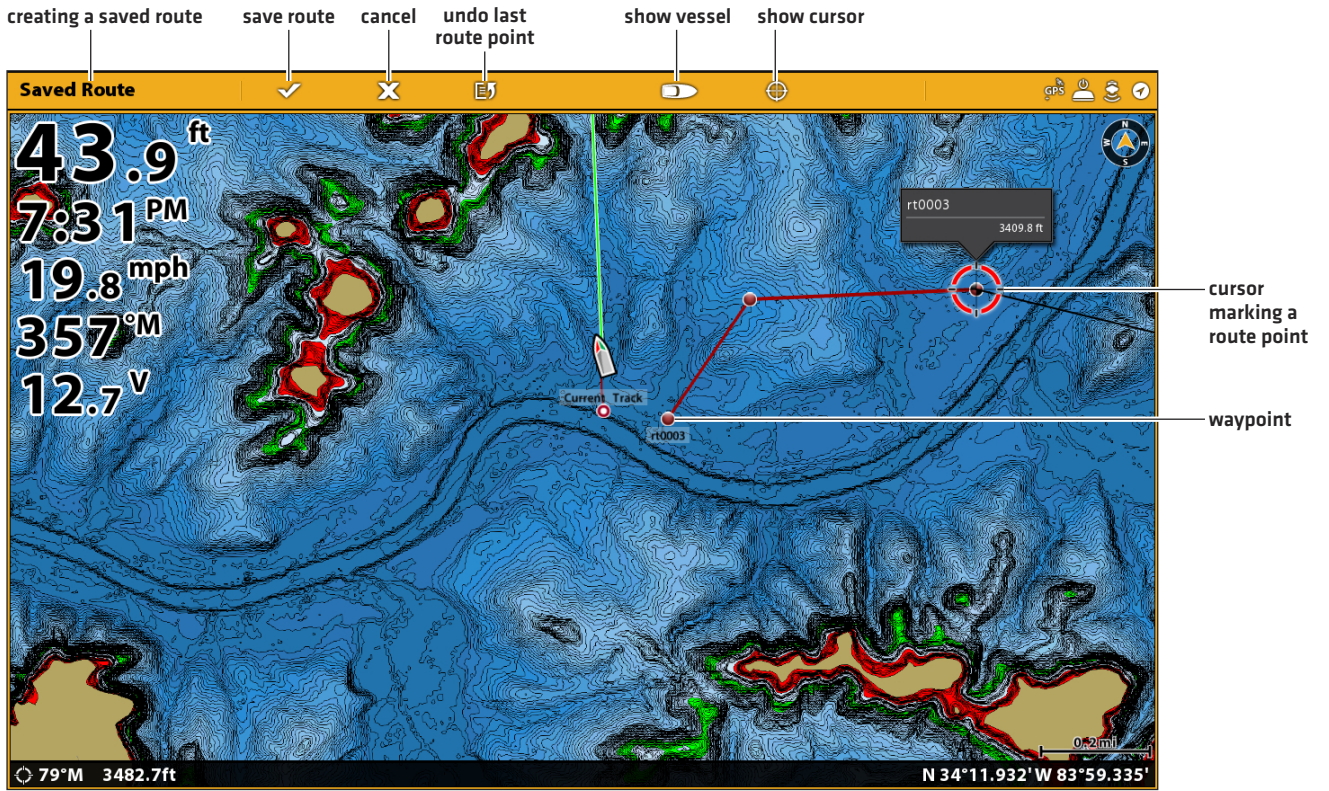 creating a saved route
save route
cancel
undo last
route point
show vessel
show cursor
Saved Route
GPS
43.9 ft
7:31 PM
19.8 mph
357°M
12.7 V
N
W E
S
rt0003
3409.8 ft
cursor
marking a
route point
Current Track
waypoint
rt0003
0.2 mi
79°M 3482.7ft
N 34°11.932' W 83°59.335'